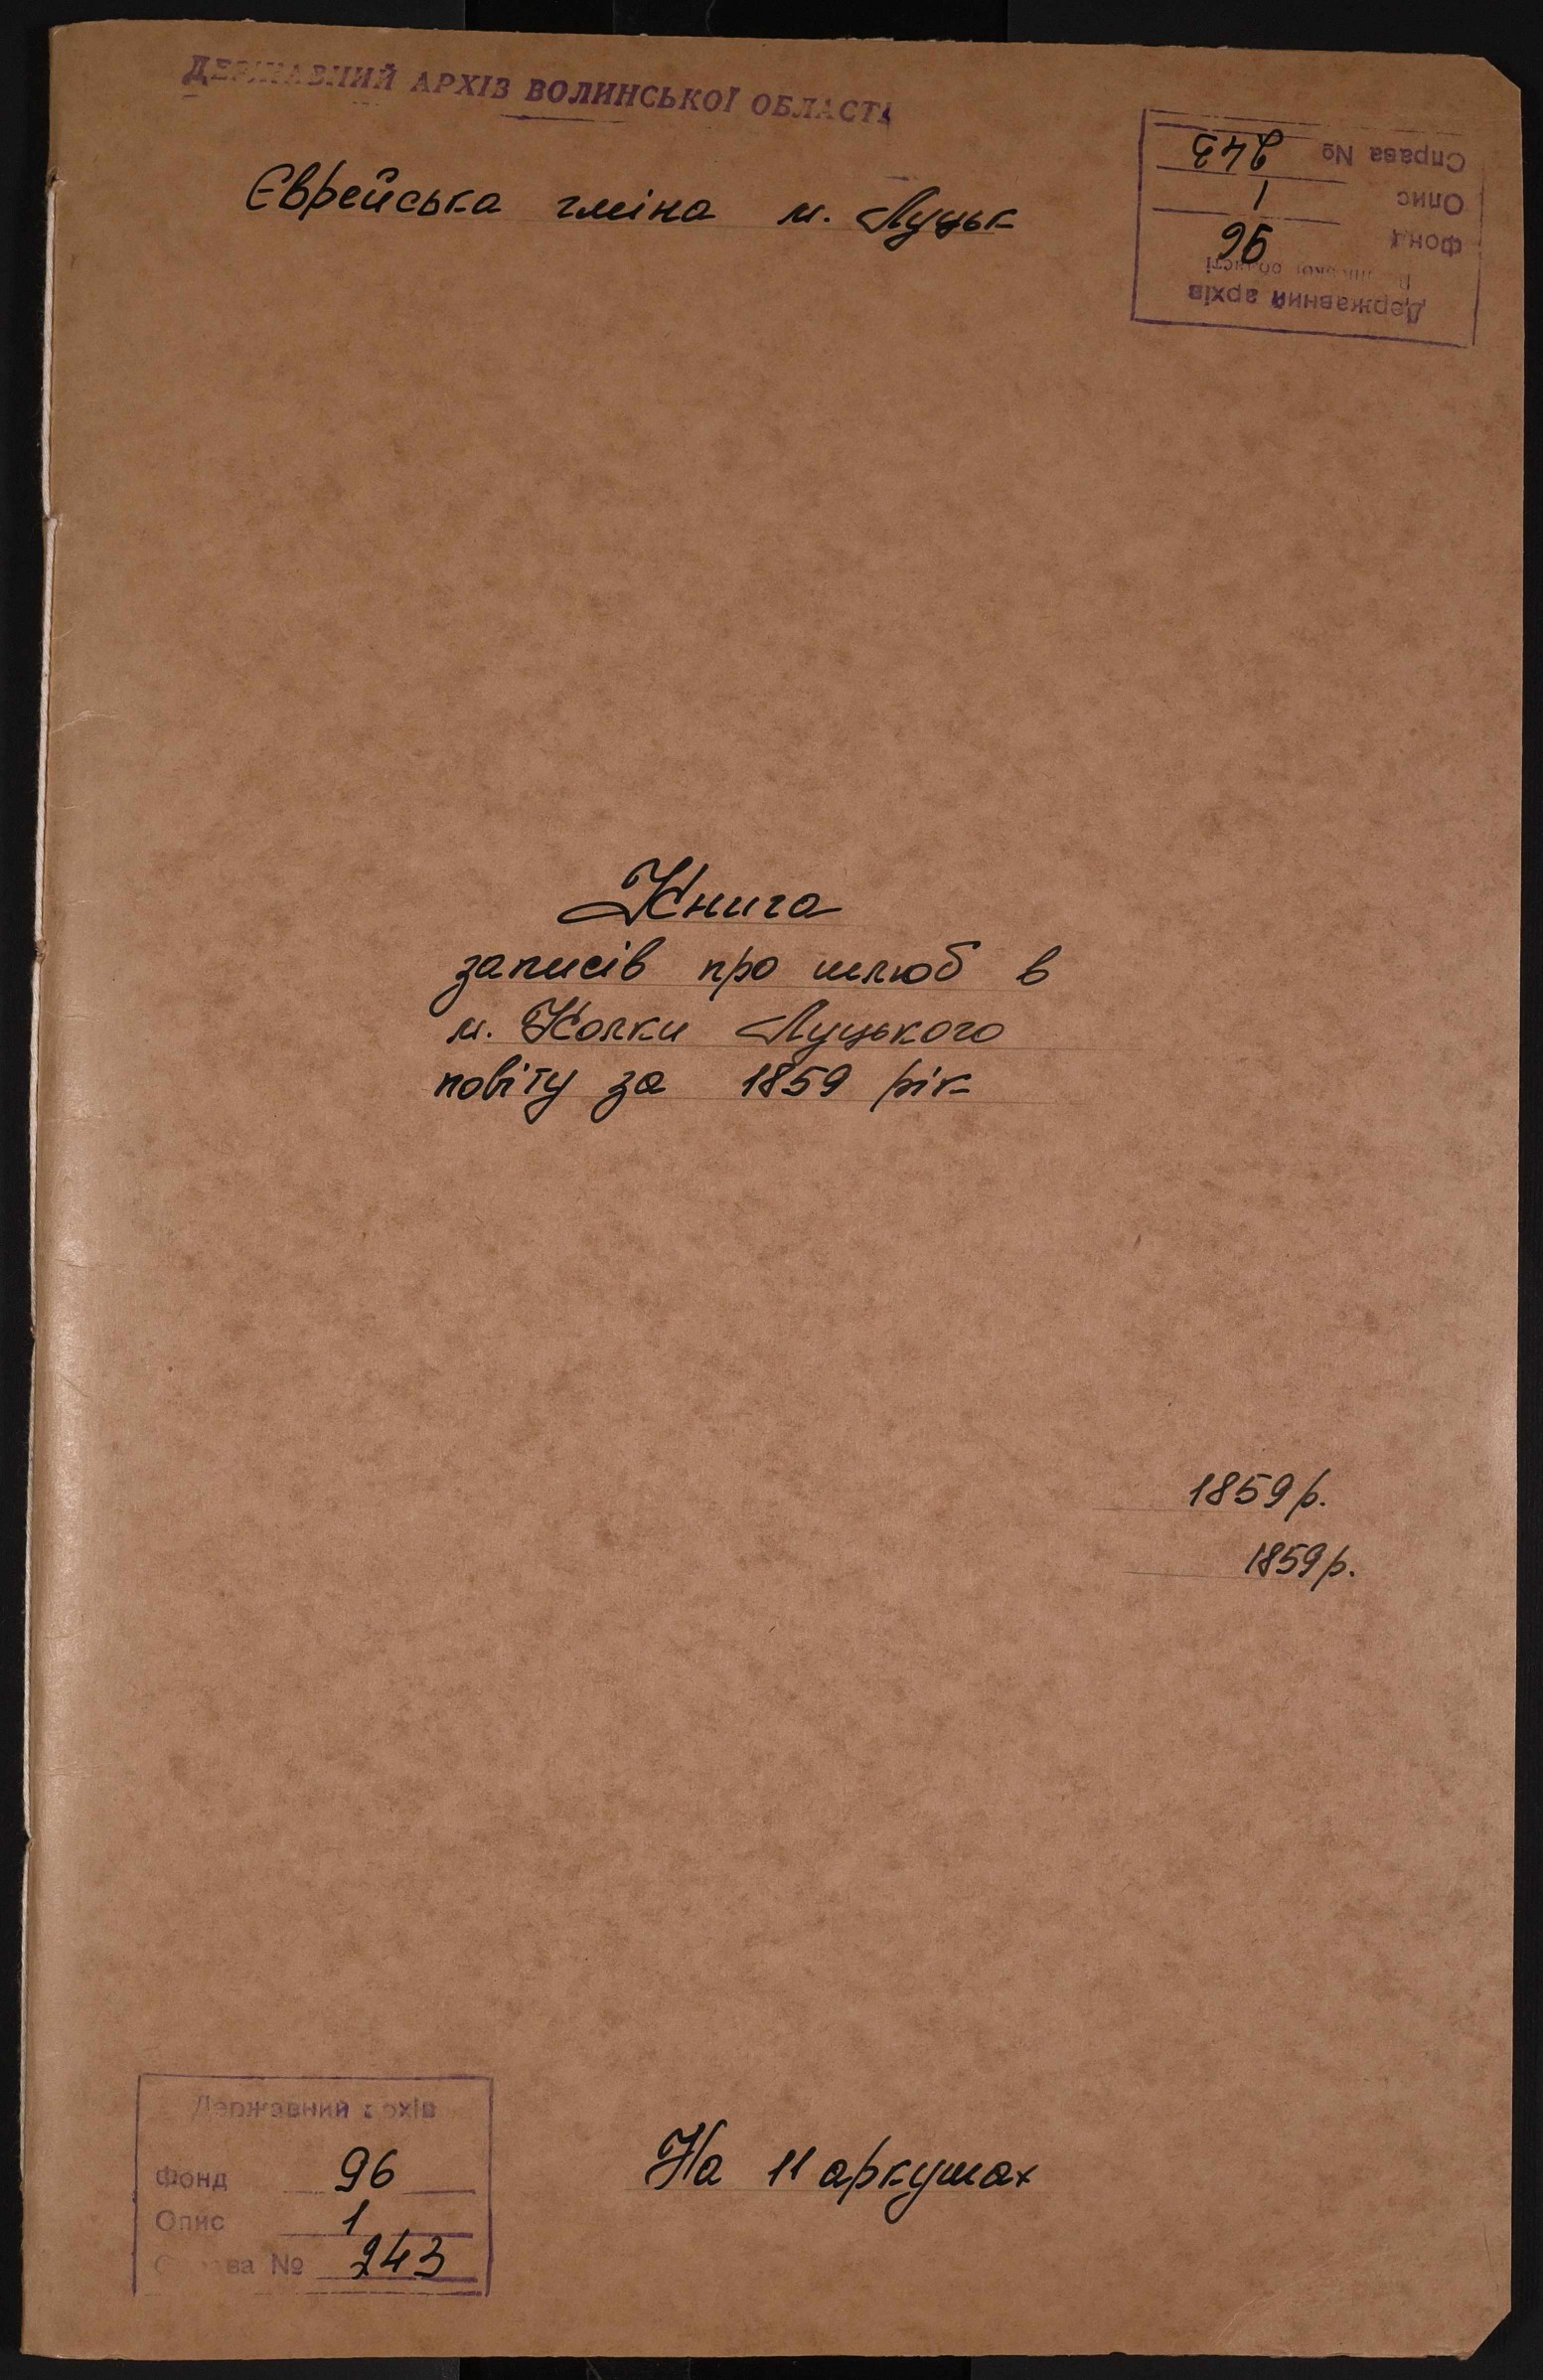 ДЕРЖАВНИЙ АРХІВ ВОЛИНСЬКОЇ ОБЛАСТІ
Справа № 243
Опис 1
Фонд 96
області
Державний архів
Єврейська гміна м. Луцьк
Книга
записів про шлюб в
м. Колки Луцького
повіту за 1859 рік
1859 р.
1859 р.
Державний архів
Фонд 96
Опис 1
Справа № 243
На 11 аркушах